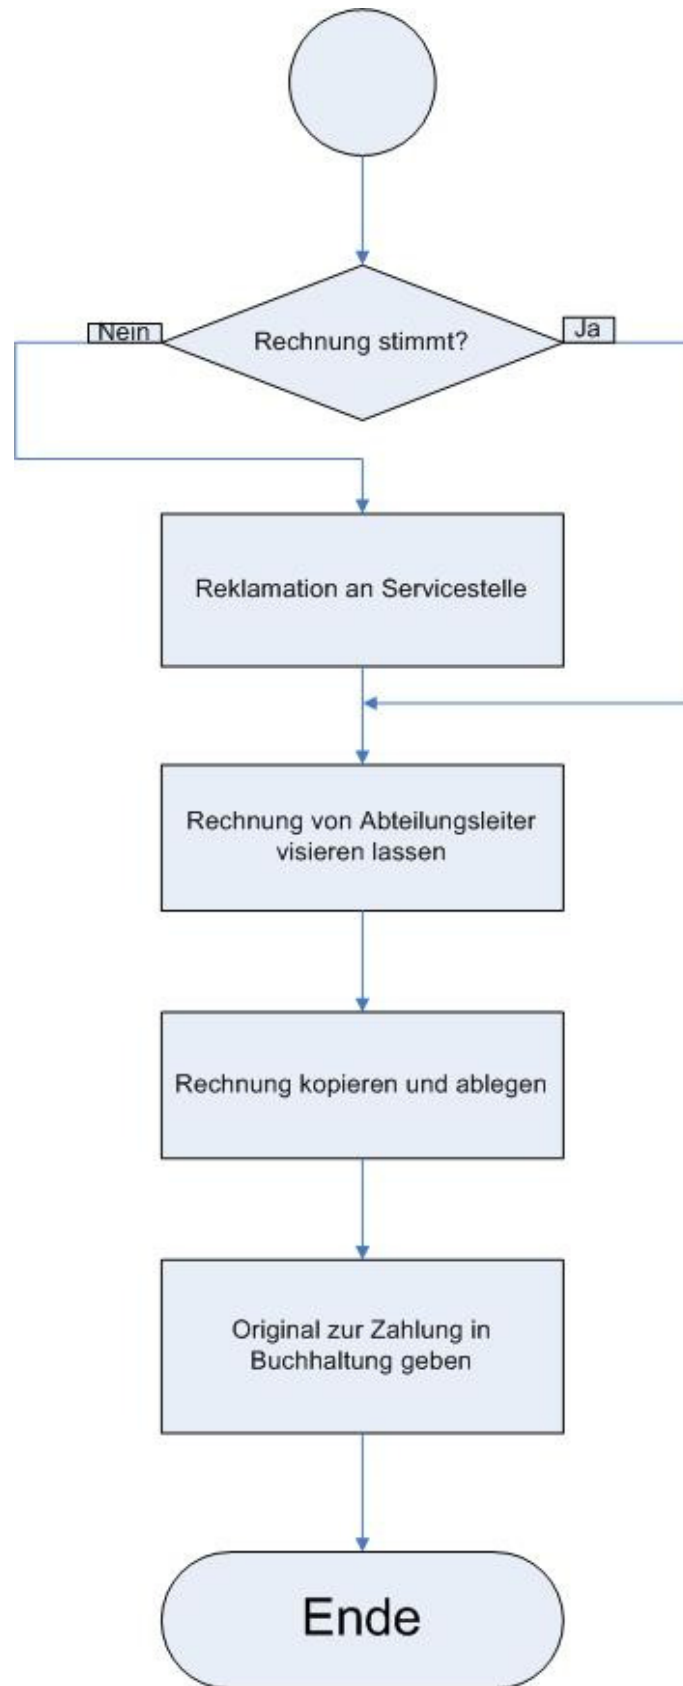 Rechnung stimmt?
Nein
Ja
Reklamation an Servicestelle
Rechnung von Abteilungsleiter
visieren lassen
Rechnung kopieren und ablegen
Original zur Zahlung in
Buchhaltung geben
Ende